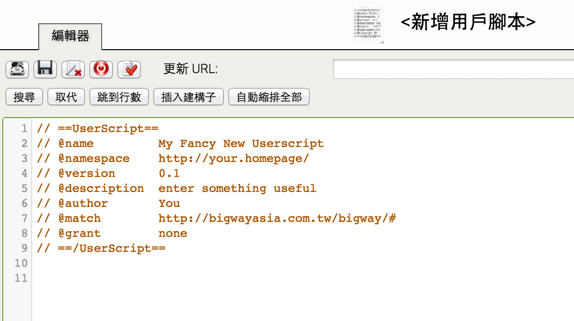 <新增用戶腳本>
編輯器
更新 URL:
搜尋 取代 跳到行數 插入建構子 自動縮排全部
1 // ==UserScript==
2 // @name My Fancy New Userscript
3 // @namespace http://your.homepage/
4 // @version 0.1
5 // @description enter something useful
6 // @author You
7 // @match http://bigwayasia.com.tw/bigway/#
8 // @grant none
9 // ==/UserScript==
10
11